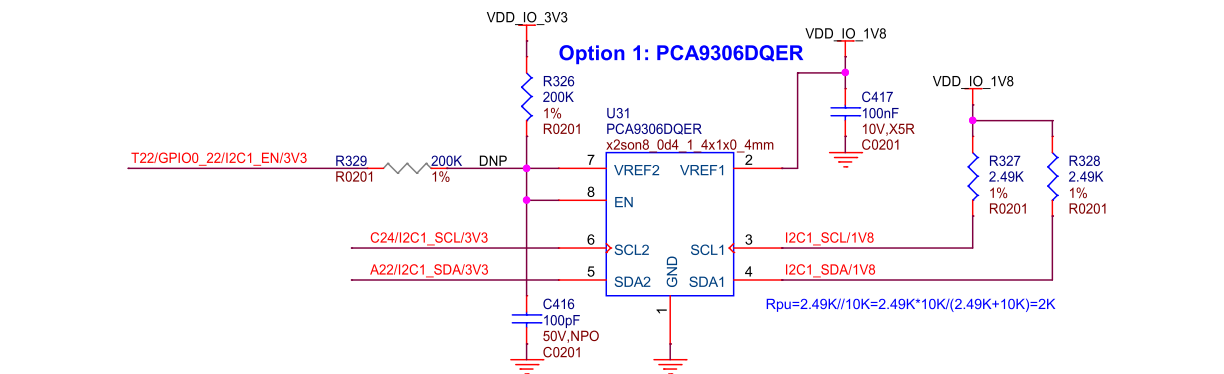 VDD_IO_3V3
Option 1: PCA9306DQER
VDD_IO_1V8
VDD_IO_1V8
R326
200K
1%
R0201
C417
100nF
10V,X5R
C0201
U31
PCA9306DQER
x2son8_0d4_1_4x1x0_4mm
T22/GPIO0_22/I2C1_EN/3V3
R329
R0201
200K
1%
DNP
7
VREF2
VREF1
2
8
EN
R327
2.49K
1%
R0201
R328
2.49K
1%
R0201
C24/I2C1_SCL/3V3
6
SCL2
SCL1
3
I2C1_SCL/1V8
A22/I2C1_SDA/3V3
5
SDA2
GND
SDA1
4
I2C1_SDA/1V8
1
Rpu=2.49K//10K=2.49K*10K/(2.49K+10K)=2K
C416
100pF
50V,NPO
C0201